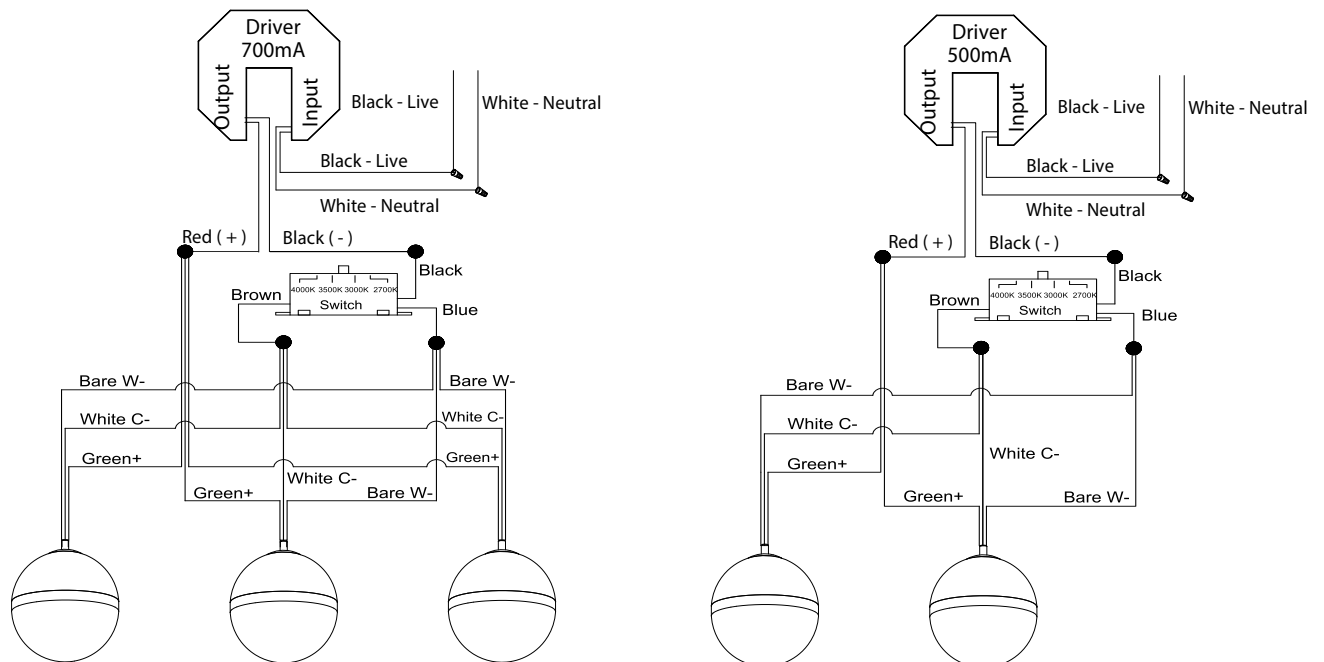 Driver
700mA
Output
Input
Black - Live
White - Neutral
Black - Live
White - Neutral
Red ( + )
Black ( - )
Black
4000K 3500K 3000K 2700K
Switch
Brown
Blue
Bare W-
Bare W-
White C-
White C-
Green+
Green+
White C-
Green+
Bare W-
Driver
500mA
Output
Input
Black - Live
White - Neutral
Black - Live
White - Neutral
Red ( + )
Black ( - )
Black
4000K 3500K 3000K 2700K
Switch
Brown
Blue
Bare W-
White C-
White C-
Green+
Green+
Bare W-